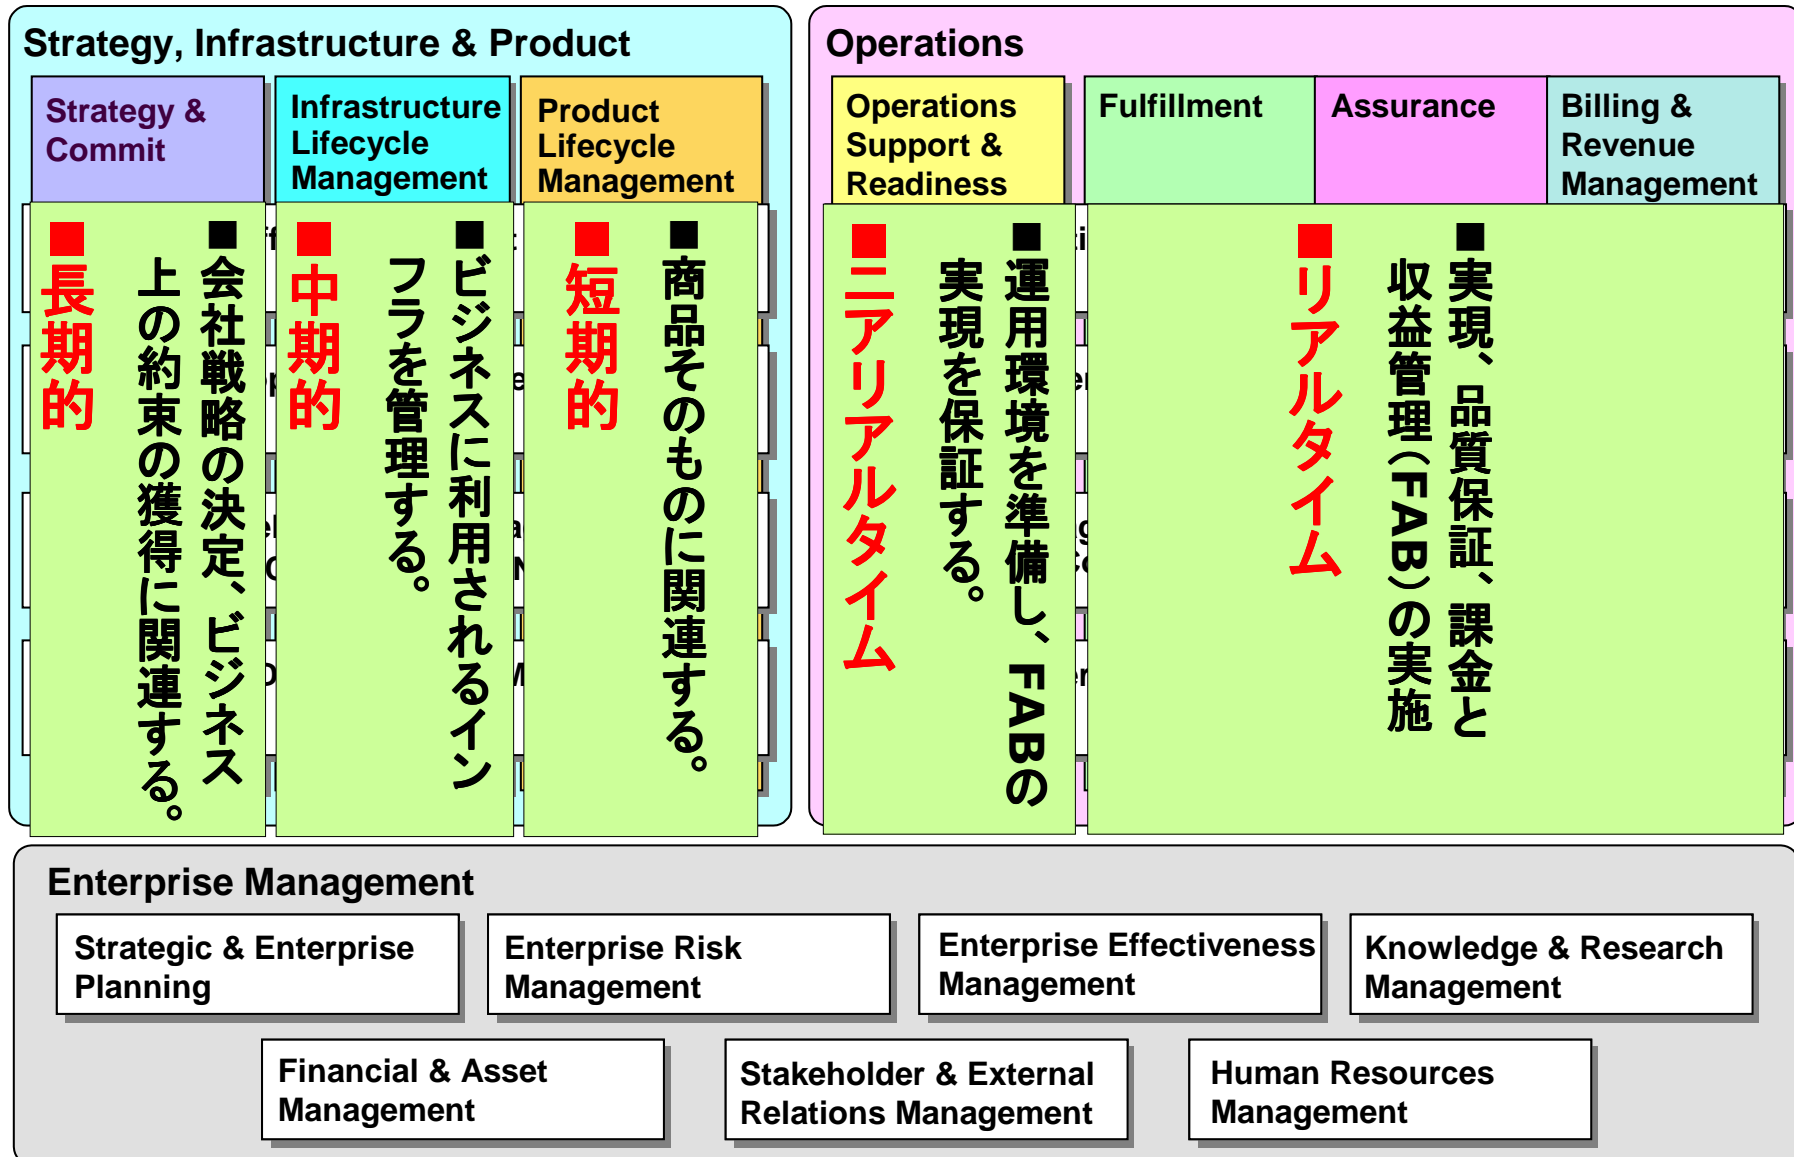 Strategy, Infrastructure & Product
Strategy &
Commit
Infrastructure
Lifecycle
Management
Product
Lifecycle
Management
■長期的
■会社戦略の決定、ビジネス
上の約束の獲得に関連する。
■中期的
■ビジネスに利用されるイン
フラを管理する。
■短期的
■商品そのものに関連する。
Operations
Operations
Support &
Readiness
Fulfillment
Assurance
Billing &
Revenue
Management
■ニアリアルタイム
■運用環境を準備し、FABの
実現を保証する。
■リアルタイム
■実現、品質保証、課金と
収益管理(FAB)の実施
Enterprise Management
Strategic & Enterprise
Planning
Enterprise Risk
Management
Enterprise Effectiveness
Management
Knowledge & Research
Management
Financial & Asset
Management
Stakeholder & External
Relations Management
Human Resources
Management